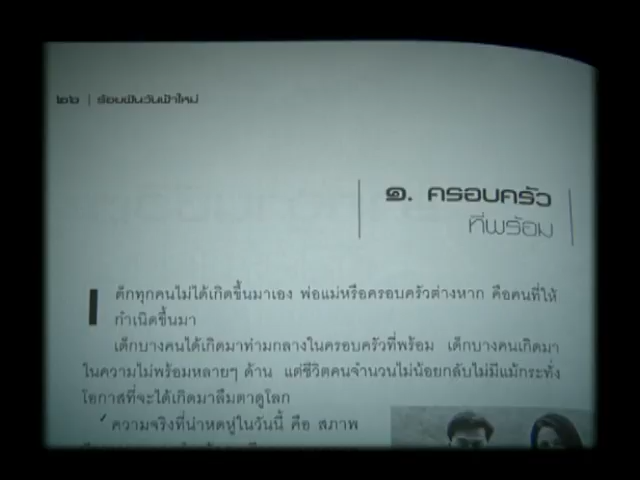 ๒๒ | ร้อยฝันวันฟ้าใหม่
๑. ครอบครัว
ที่พร้อม
เด็กทุกคนไม่ได้เกิดขึ้นมาเอง พ่อแม่หรือครอบครัวต่างหาก คือคนที่ให้
กำเนิดขึ้นมา
เด็กบางคนได้เกิดมาท่ามกลางในครอบครัวที่พร้อม เด็กบางคนเกิดมา
ในความไม่พร้อมหลายๆ ด้าน แต่ชีวิตคนจำนวนไม่น้อยกลับไม่มีแม้กระทั่ง
โอกาสที่จะได้เกิดมาลืมตาดูโลก
ความจริงที่น่าหดหู่ในวันนี้ คือ สภาพ